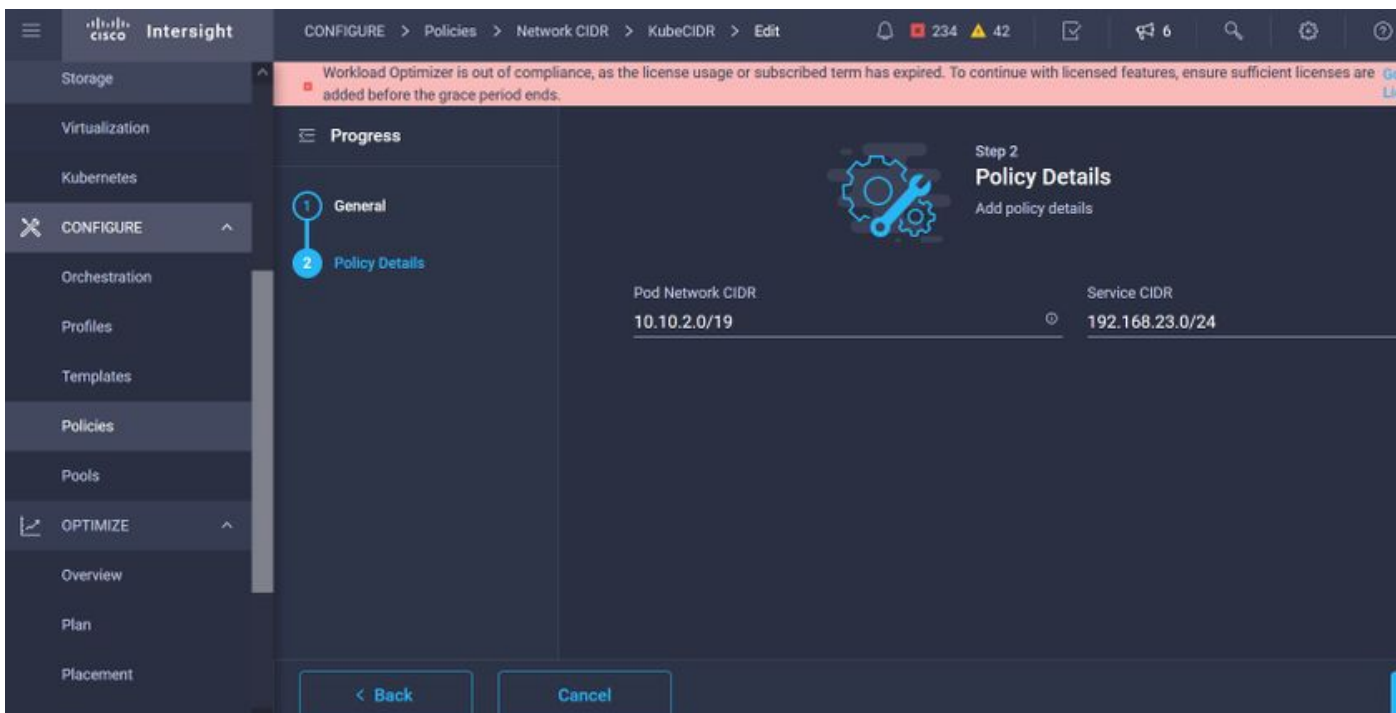 cisco Intersight
CONFIGURE > Policies > Network CIDR > KubeCIDR > Edit
234 42 6
Storage
Virtualization
Kubernetes
CONFIGURE
Orchestration
Profiles
Templates
Policies
Pools
OPTIMIZE
Overview
Plan
Placement
Workload Optimizer is out of compliance, as the license usage or subscribed term has expired. To continue with licensed features, ensure sufficient licenses are
added before the grace period ends.
Progress
1 General
2 Policy Details
Step 2
Policy Details
Add policy details
Pod Network CIDR
10.10.2.0/19
Service CIDR
192.168.23.0/24
< Back
Cancel